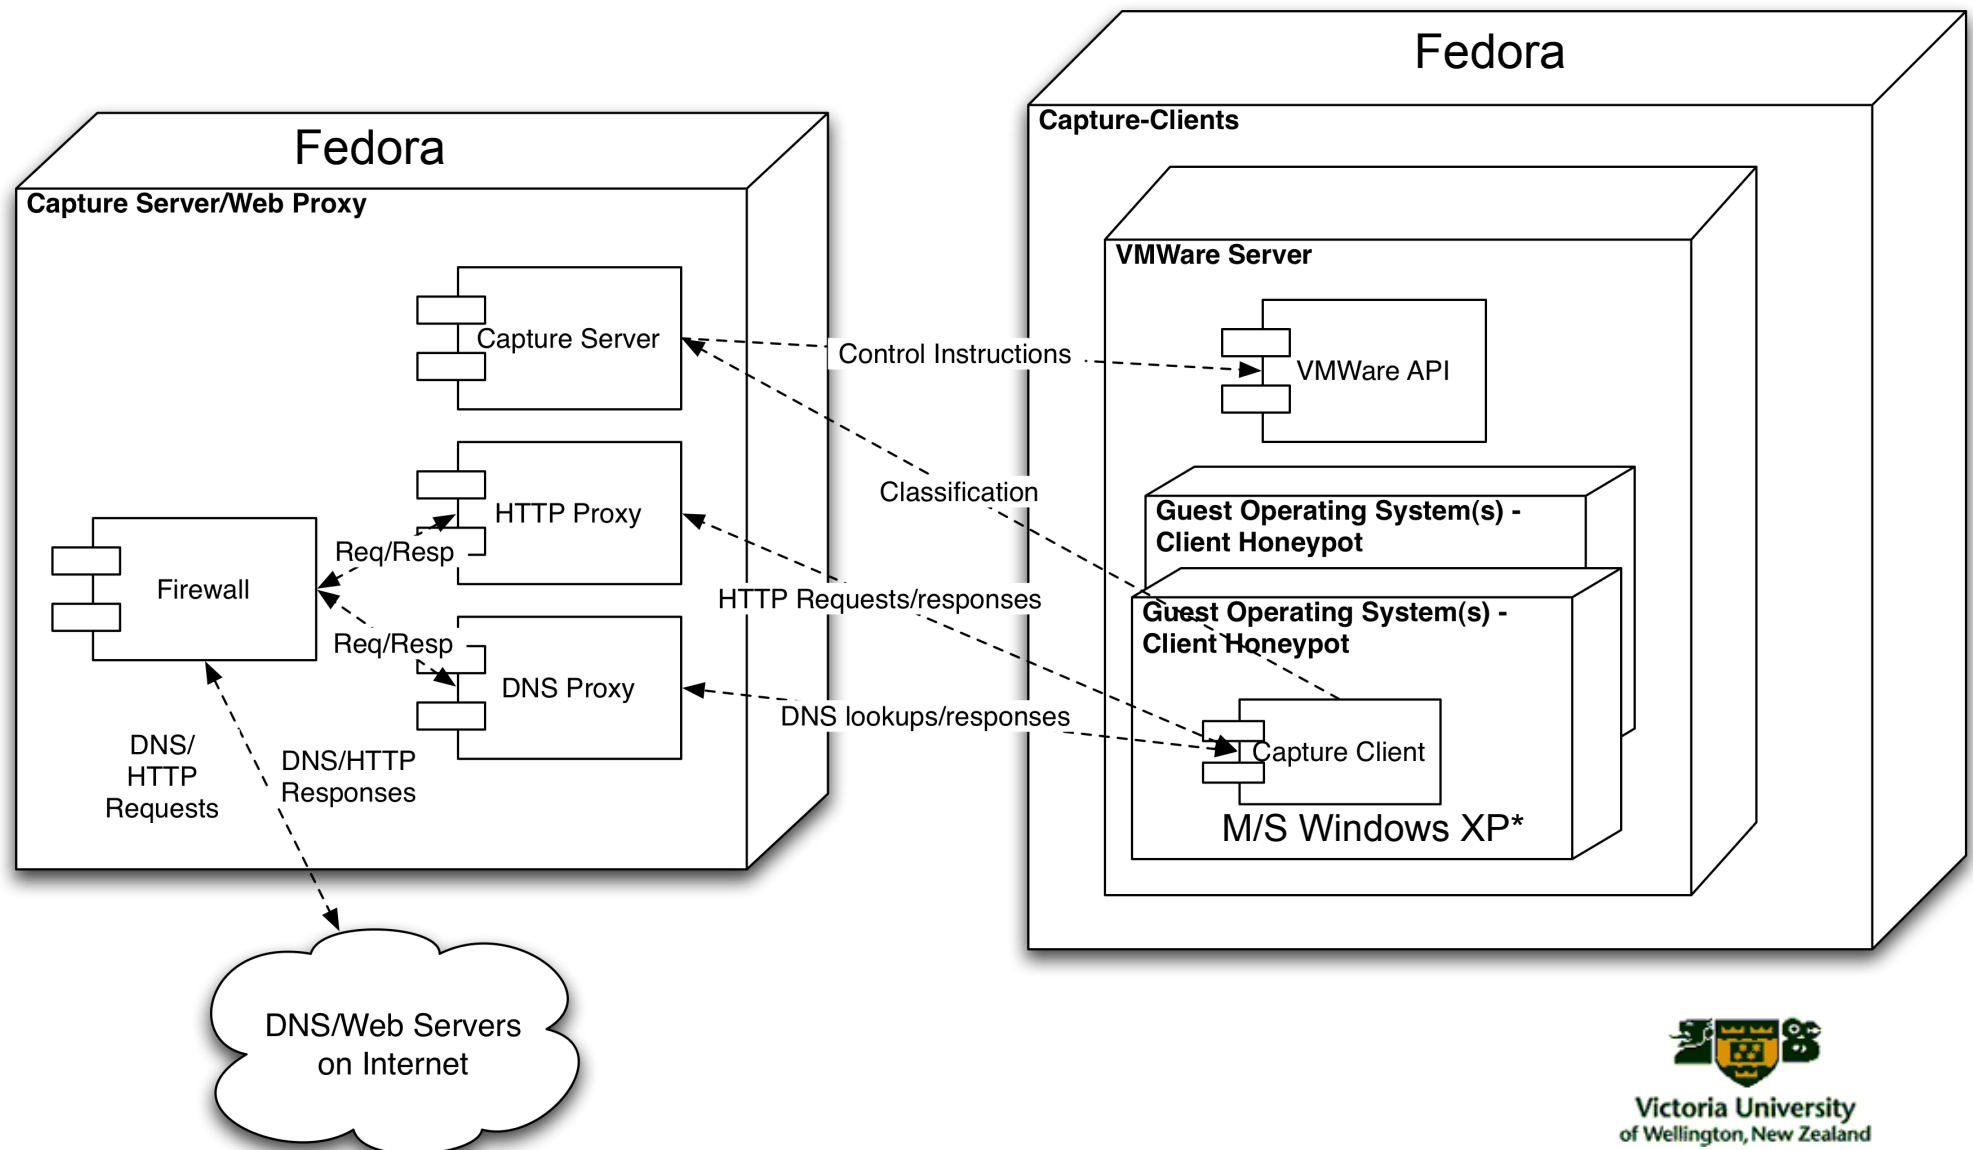 Fedora
Capture Server/Web Proxy
Capture Server
HTTP Proxy
Req/Resp
Firewall
Req/Resp
DNS Proxy
DNS/
HTTP
Requests
DNS/HTTP
Responses
DNS/Web Servers
on Internet
Control Instructions
Classification
HTTP Requests/responses
DNS lookups/responses
Fedora
Capture-Clients
VMWare Server
VMWare API
Guest Operating System(s) -
Client Honeypot
Guest Operating System(s) -
Client Honeypot
Capture Client
M/S Windows XP*
Victoria University
of Wellington, New Zealand